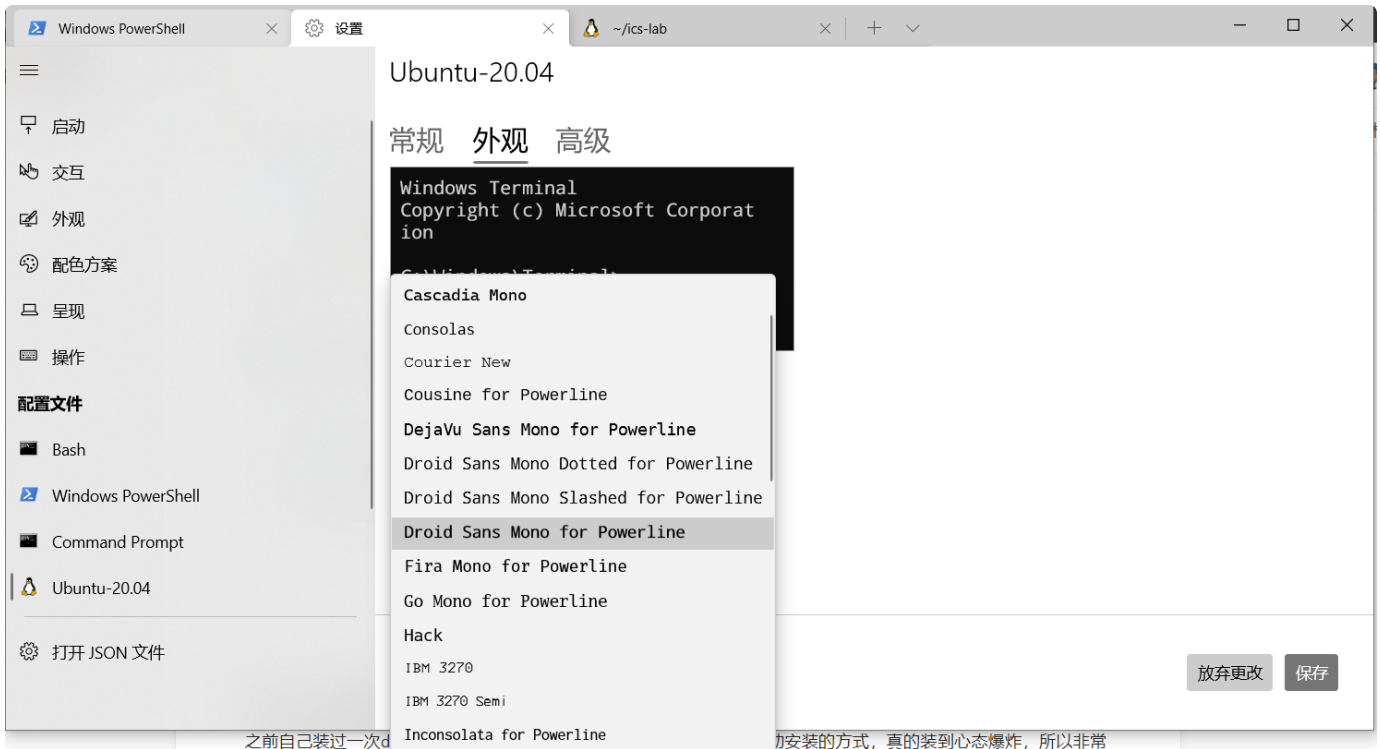 Windows PowerShell
设置
~/ics-lab
Ubuntu-20.04
启动
交互
外观
配色方案
呈现
操作
配置文件
Bash
Windows PowerShell
Command Prompt
Ubuntu-20.04
打开 JSON 文件
常规 外观 高级
Windows Terminal
Copyright (c) Microsoft Corporat
ion
C:\Windows\Terminal>
Cascadia Mono
Consolas
Courier New
Cousine for Powerline
DejaVu Sans Mono for Powerline
Droid Sans Mono Dotted for Powerline
Droid Sans Mono Slashed for Powerline
Droid Sans Mono for Powerline
Fira Mono for Powerline
Go Mono for Powerline
Hack
IBM 3270
IBM 3270 Semi
Inconsolata for Powerline
放弃更改
保存
之前自己装过一次d
安装的方式，真的装到心态爆炸，所以非常